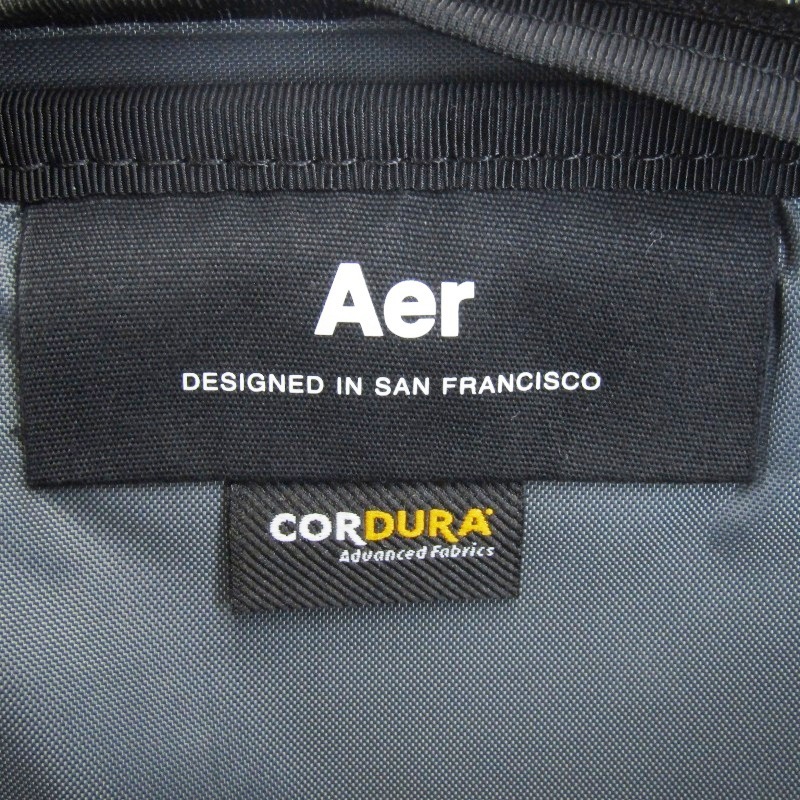 Aer
DESIGNED IN SAN FRANCISCO
CORDURA
Advanced Fabrics